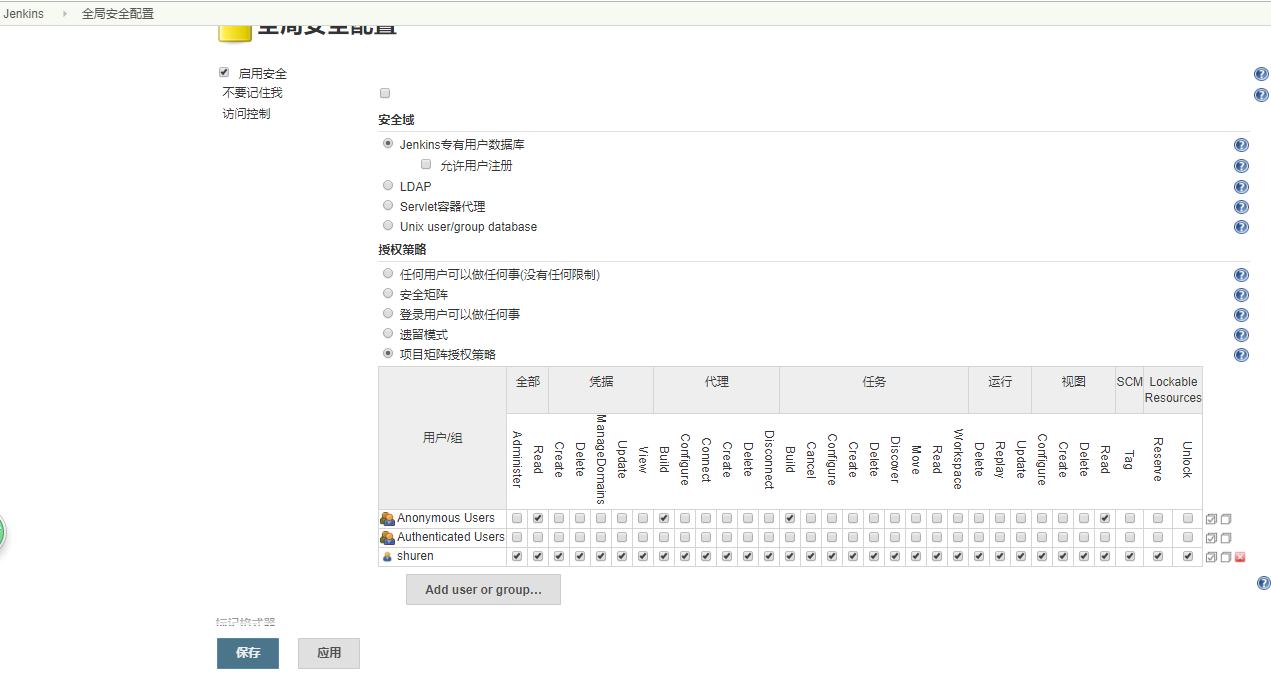 Jenkins 全局安全配置
全局安全配置
启用安全
不要记住我
访问控制
安全域
Jenkins专有用户数据库
允许用户注册
LDAP
Servlet容器代理
Unix user/group database
授权策略
任何用户可以做任何事(没有任何限制)
安全矩阵
登录用户可以做任何事
遗留模式
项目矩阵授权策略
用户/组 全部 凭据 代理 任务 运行 视图 SCM Lockable Resources
Administer Read Create Delete ManageDomains Update View Build Configure Connect Create Delete Disconnect Build Cancel Configure Create Delete Discover Move Read Workspace Delete Replay Update Configure Create Delete Read Tag Reserve Unlock
Anonymous Users
Authenticated Users
shuren
Add user or group…
标记格式器
保存 应用